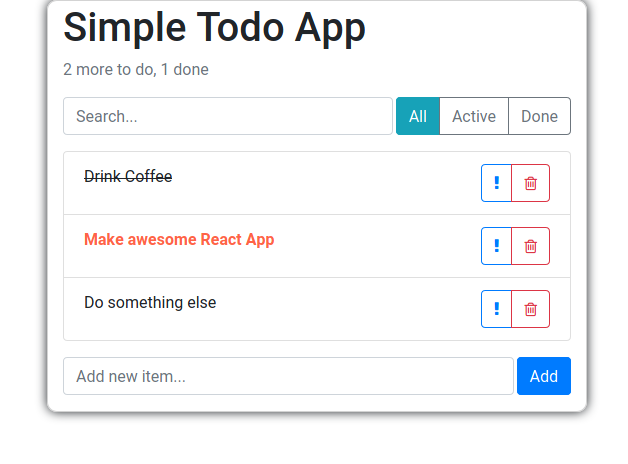 Simple Todo App
2 more to do, 1 done
Search... All Active Done
Drink Coffee !
Make awesome React App !
Do something else !
Add new item... Add